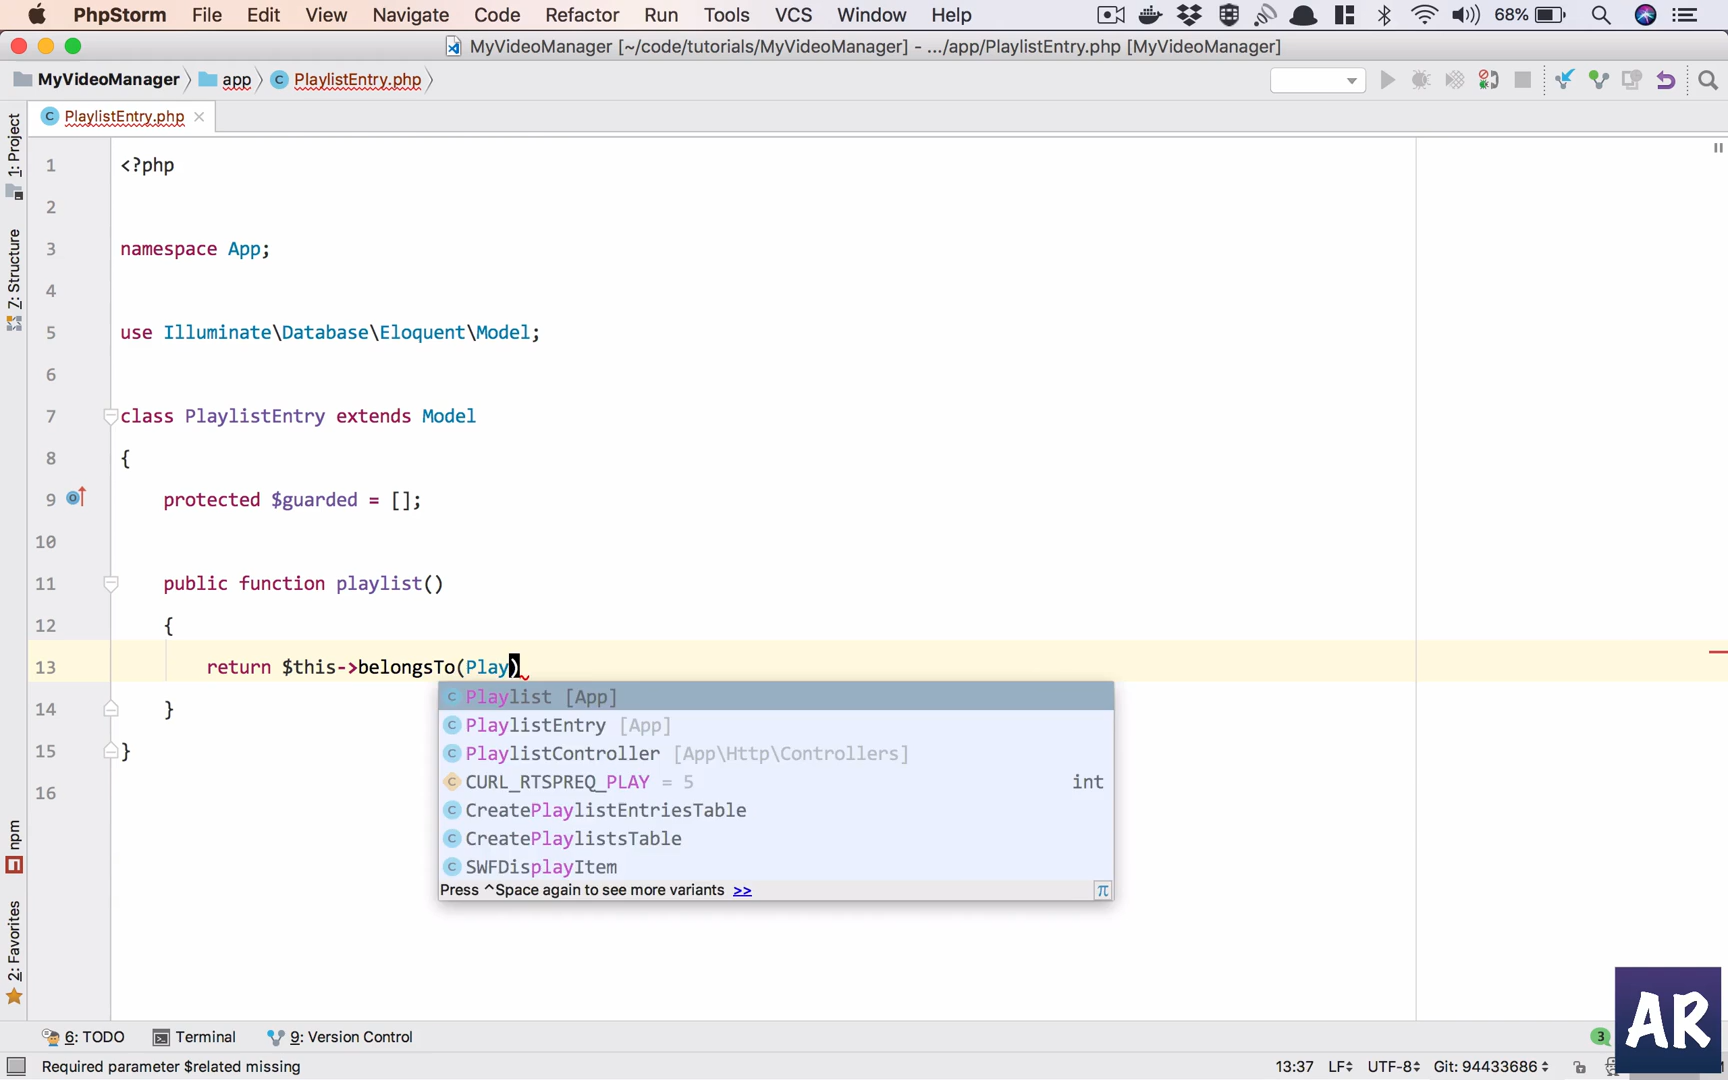 PhpStorm File Edit View Navigate Code Refactor Run Tools VCS Window Help 68%
MyVideoManager [~/code/tutorials/MyVideoManager] - .../app/PlaylistEntry.php [MyVideoManager]
MyVideoManager app PlaylistEntry.php
PlaylistEntry.php
1: Project
7: Structure
npm
2: Favorites
1 <?php
2
3 namespace App;
4
5 use Illuminate\Database\Eloquent\Model;
6
7 class PlaylistEntry extends Model
8 {
9 protected $guarded = [];
10
11 public function playlist()
12 {
13 return $this->belongsTo(Play)
14 }
15 }
16
Playlist [App]
PlaylistEntry [App]
PlaylistController [App\Http\Controllers]
CURL_RTSPREQ_PLAY = 5 int
CreatePlaylistEntriesTable
CreatePlaylistsTable
SWFDisplayItem
Press ^Space again to see more variants >> π
6: TODO Terminal 9: Version Control 3
Required parameter $related missing 13:37 LF UTF-8 Git: 94433686
AR